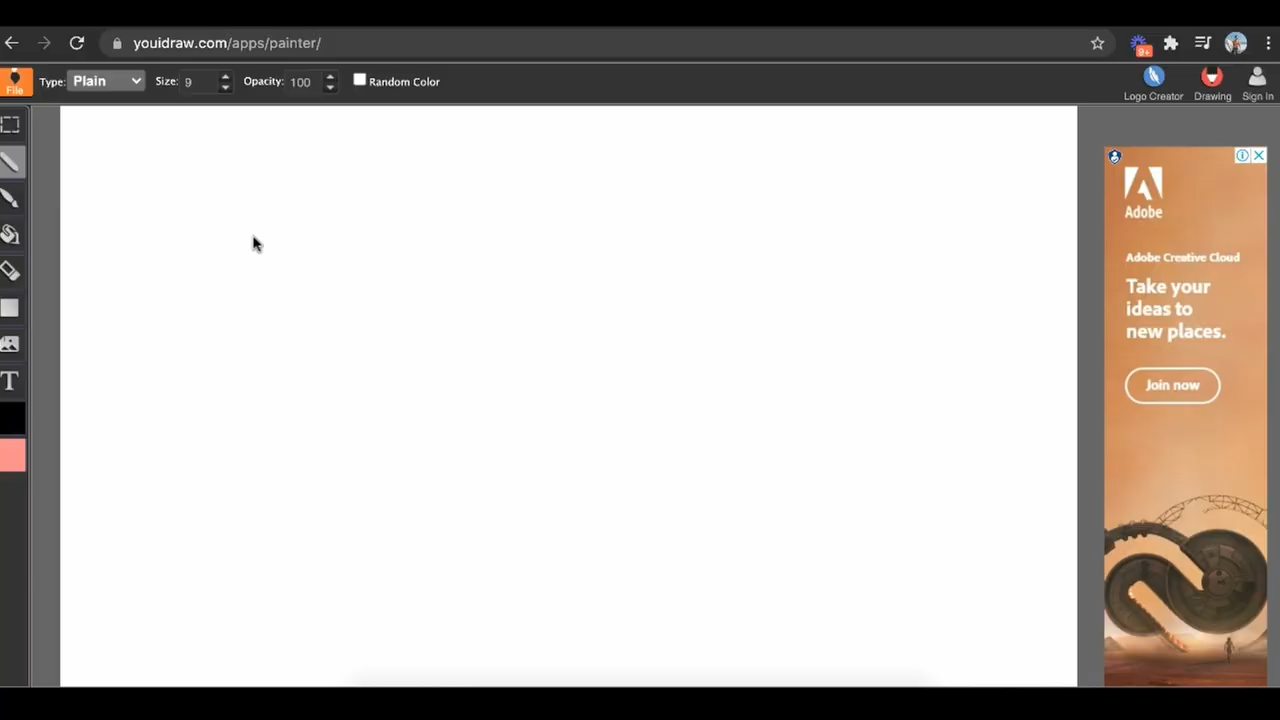 youidraw.com/apps/painter/
9+
File
Type: Plain Size: 9 Opacity: 100 Random Color
Logo Creator Drawing Sign In
T
Adobe
Adobe Creative Cloud
Take your
ideas to
new places.
Join now